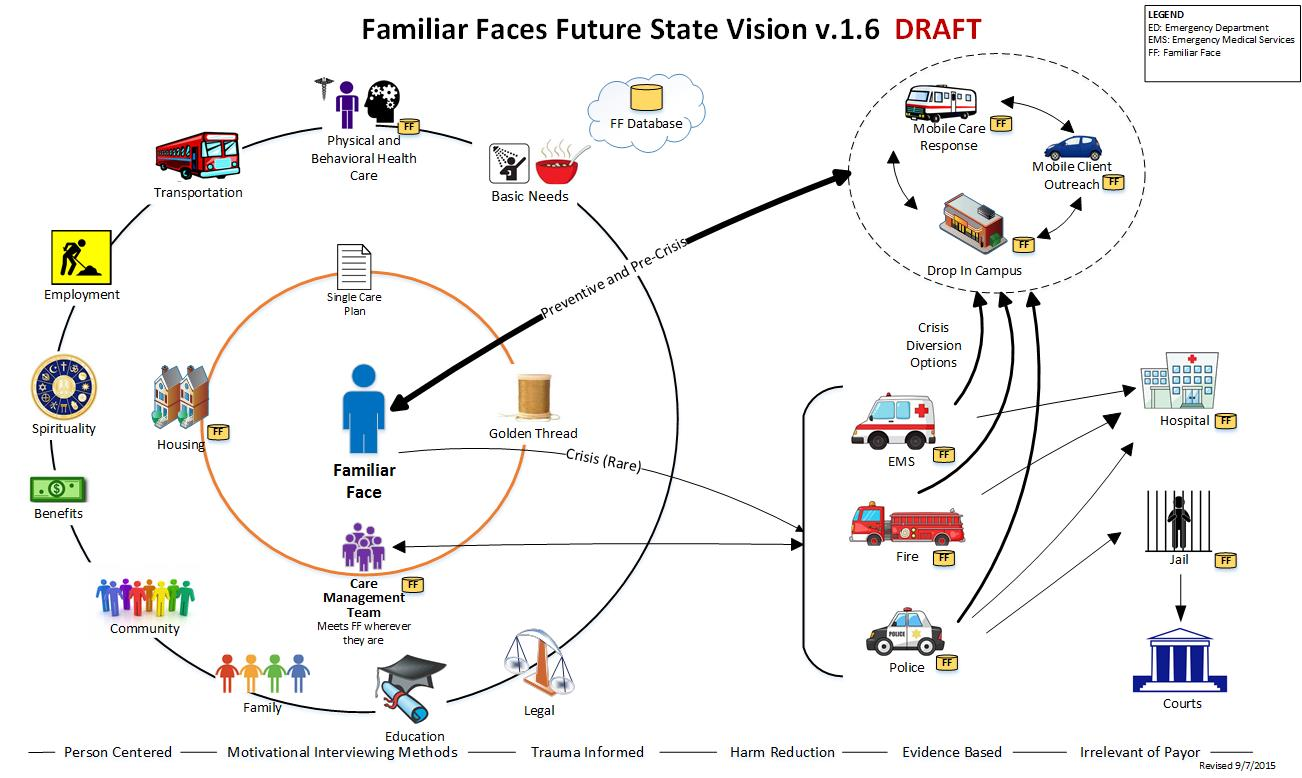 Familiar Faces Future State Vision v.1.6 DRAFT
LEGEND
ED: Emergency Department
EMS: Emergency Medical Services
FF: Familiar Face
FF Database
Physical and
Behavioral Health
Care
FF
Transportation
Basic Needs
Mobile Care
Response
FF
Mobile Client
Outreach
FF
Drop In Campus
FF
Employment
Single Care
Plan
Preventive and Pre-Crisis
Crisis
Diversion
Options
Spirituality
Housing
FF
Familiar
Face
Golden Thread
Crisis (Rare)
EMS
FF
Hospital
FF
Benefits
Fire
FF
Jail
FF
Care
Management
Team
FF
Meets FF wherever
they are
Community
POLICE
Police
FF
Family
Education
Legal
Courts
Person Centered
Motivational Interviewing Methods
Trauma Informed
Harm Reduction
Evidence Based
Irrelevant of Payor
Revised 9/7/2015